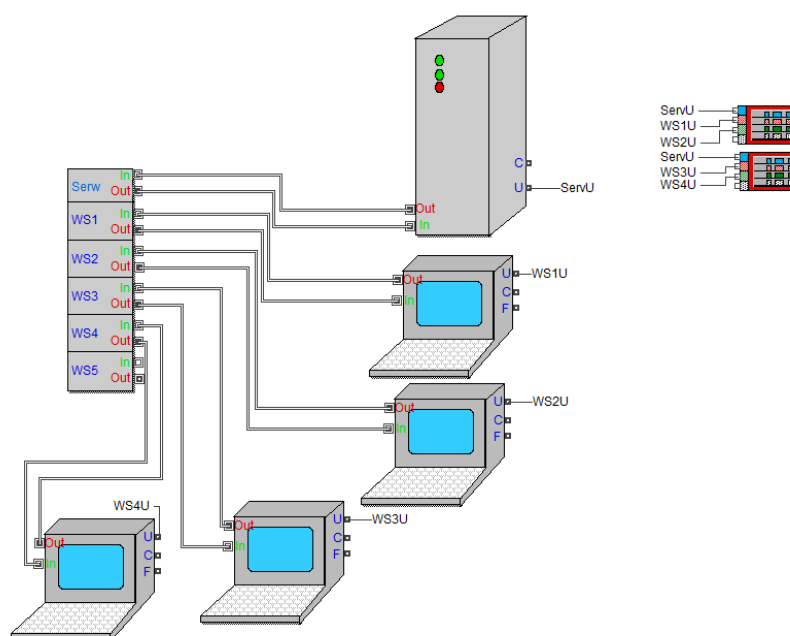 C
U
ServU
Out
In
ServU
WS1U
WS2U
ServU
WS3U
WS4U
Serw
In
Out
WS1
In
Out
WS2
In
Out
WS3
In
Out
WS4
In
Out
WS5
In
Out
Out
In
U
WS1U
C
F
Out
In
U
WS2U
C
F
WS4U
Out
In
U
C
F
Out
In
U
WS3U
C
F